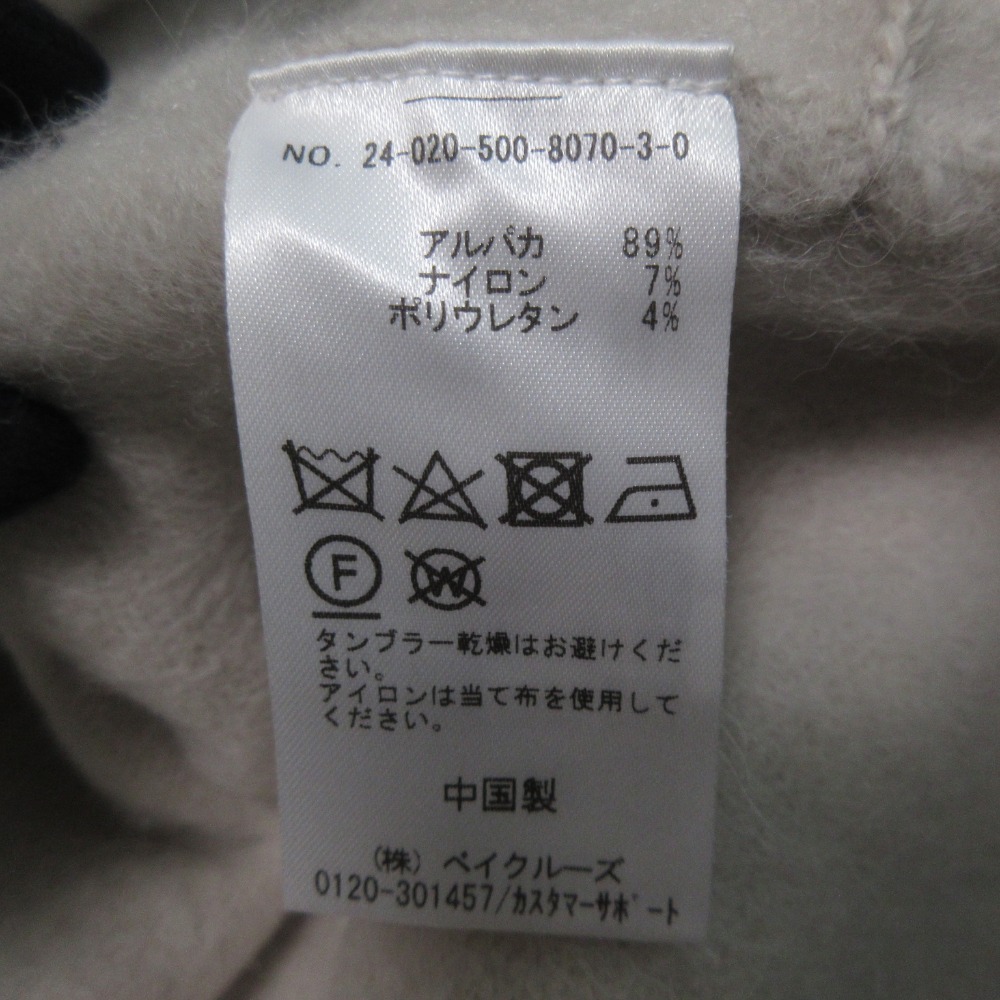 NO. 24-020-500-8070-3-0
アルパカ 89%
ナイロン 7%
ポリウレタン 4%
F
W
タンブラー乾燥はお避けくだ
さい。
アイロンは当て布を使用して
ください。
中国製
(株) ベイクルーズ
0120-301457/カスタマーサポート